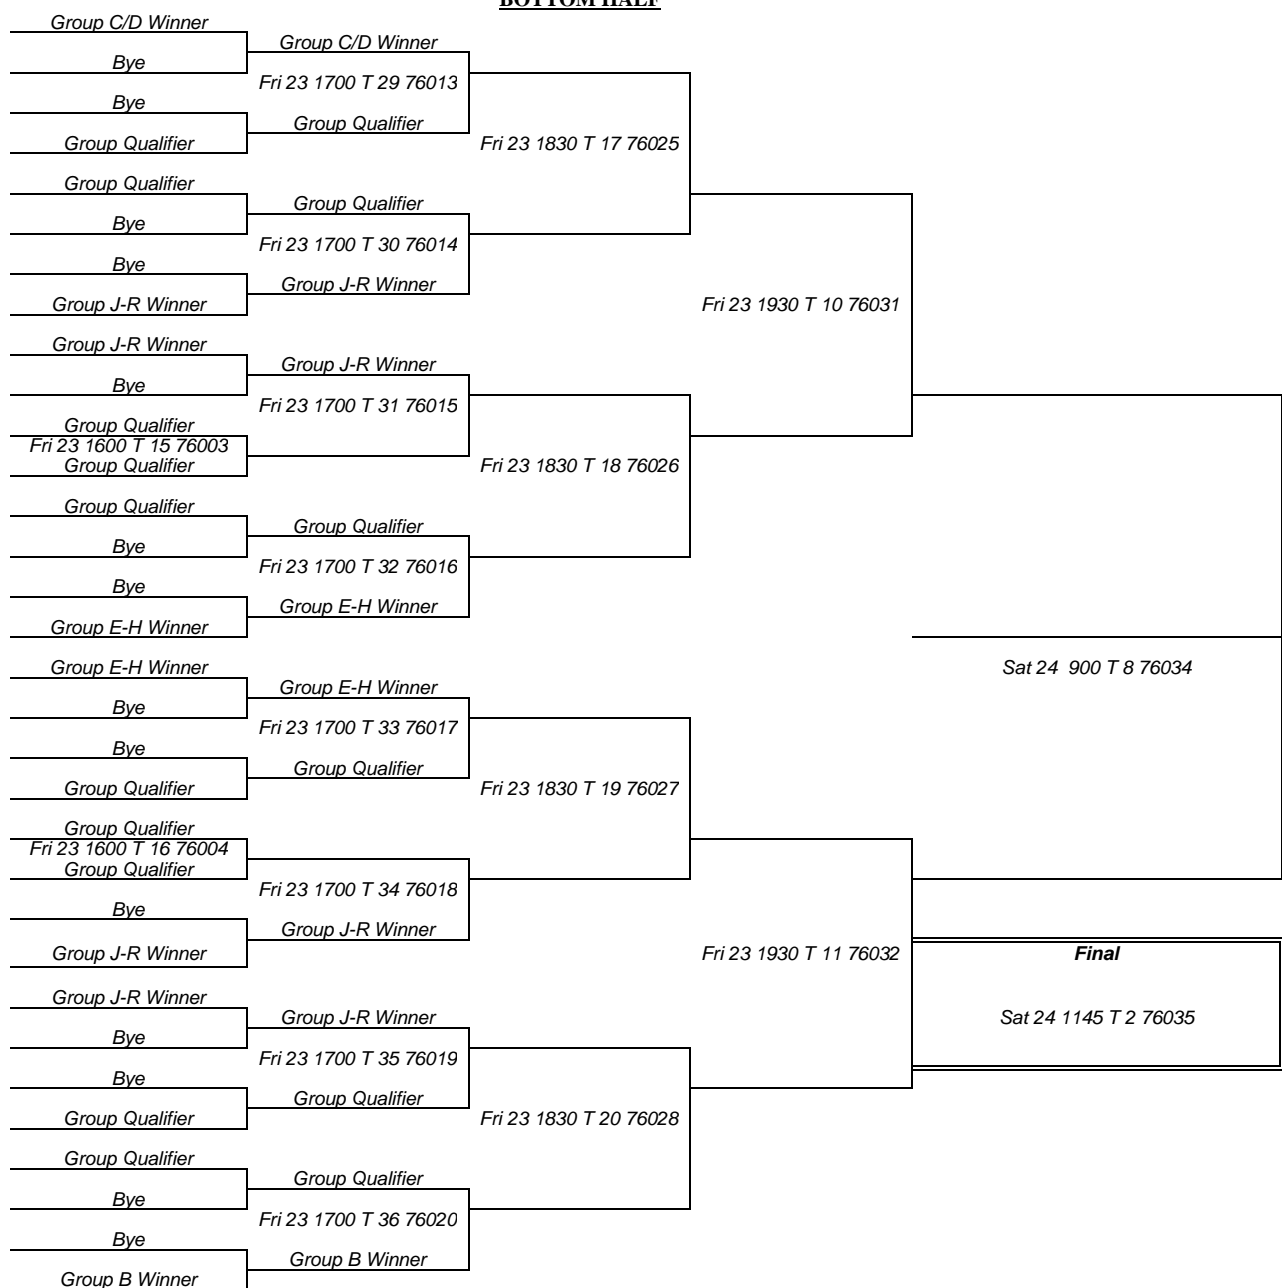 BOTTOM HALF
Group C/D Winner
Group C/D Winner
Bye
Fri 23 1700 T 29 76013
Bye
Group Qualifier
Group Qualifier
Fri 23 1830 T 17 76025
Group Qualifier
Group Qualifier
Bye
Fri 23 1700 T 30 76014
Bye
Group J-R Winner
Group J-R Winner
Fri 23 1930 T 10 76031
Group J-R Winner
Group J-R Winner
Bye
Fri 23 1700 T 31 76015
Group Qualifier
Fri 23 1600 T 15 76003
Group Qualifier
Fri 23 1830 T 18 76026
Group Qualifier
Group Qualifier
Bye
Fri 23 1700 T 32 76016
Bye
Group E-H Winner
Group E-H Winner
Group E-H Winner
Sat 24 900 T 8 76034
Group E-H Winner
Bye
Fri 23 1700 T 33 76017
Bye
Group Qualifier
Group Qualifier
Fri 23 1830 T 19 76027
Group Qualifier
Fri 23 1600 T 16 76004
Group Qualifier
Fri 23 1700 T 34 76018
Bye
Group J-R Winner
Group J-R Winner
Fri 23 1930 T 11 76032
Final
Group J-R Winner
Group J-R Winner
Sat 24 1145 T 2 76035
Bye
Fri 23 1700 T 35 76019
Bye
Group Qualifier
Group Qualifier
Fri 23 1830 T 20 76028
Group Qualifier
Group Qualifier
Bye
Fri 23 1700 T 36 76020
Bye
Group B Winner
Group B Winner